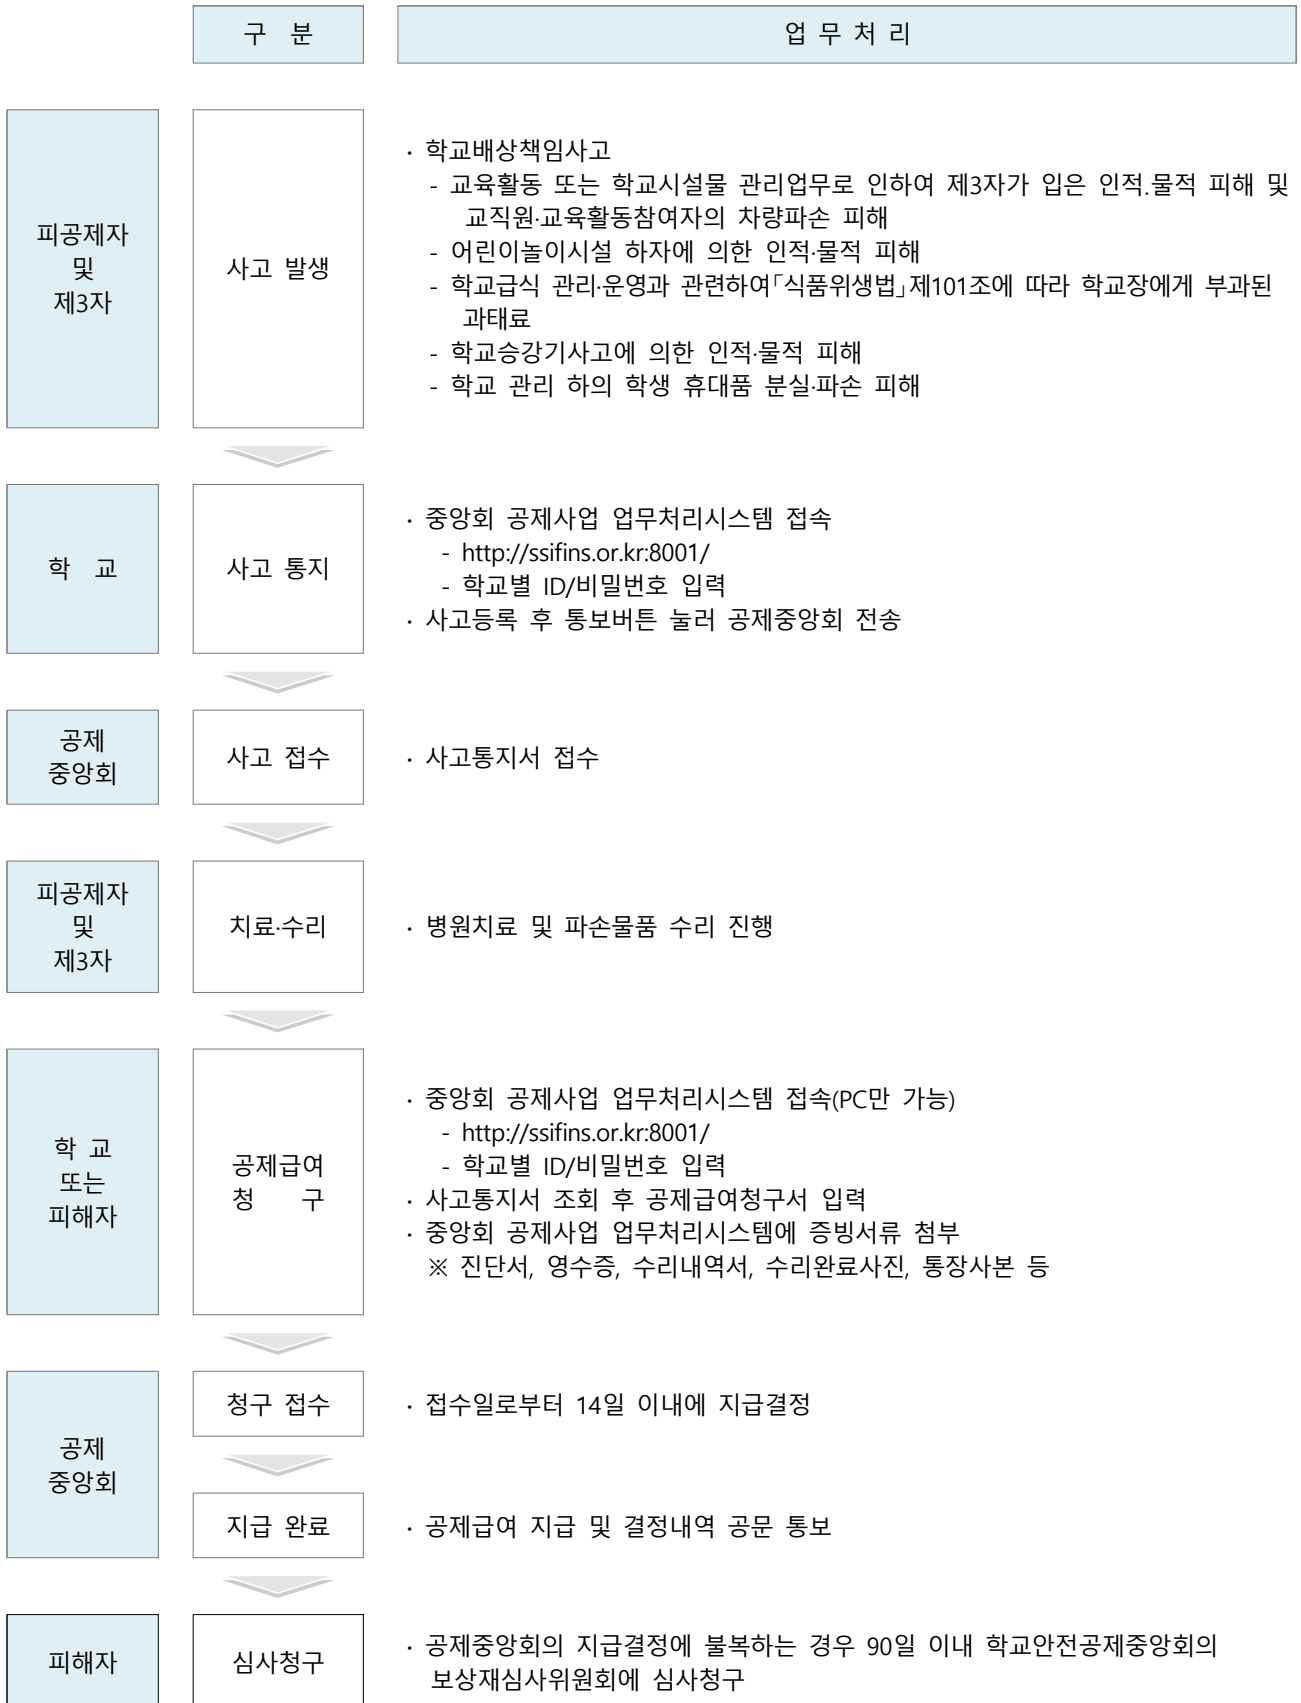 구 분
업 무 처 리
피공제자
및
제3자
사고 발생
· 학교배상책임사고
- 교육활동 또는 학교시설물 관리업무로 인하여 제3자가 입은 인적.물적 피해 및
교직원·교육활동참여자의 차량파손 피해
- 어린이놀이시설 하자에 의한 인적·물적 피해
- 학교급식 관리·운영과 관련하여「식품위생법」제101조에 따라 학교장에게 부과된
과태료
- 학교승강기사고에 의한 인적·물적 피해
- 학교 관리 하의 학생 휴대품 분실·파손 피해
학 교
사고 통지
· 중앙회 공제사업 업무처리시스템 접속
- http://ssifins.or.kr:8001/
- 학교별 ID/비밀번호 입력
· 사고등록 후 통보버튼 눌러 공제중앙회 전송
공제
중앙회
사고 접수
· 사고통지서 접수
피공제자
및
제3자
치료·수리
· 병원치료 및 파손물품 수리 진행
학 교
또는
피해자
공제급여
청 구
· 중앙회 공제사업 업무처리시스템 접속(PC만 가능)
- http://ssifins.or.kr:8001/
- 학교별 ID/비밀번호 입력
· 사고통지서 조회 후 공제급여청구서 입력
· 중앙회 공제사업 업무처리시스템에 증빙서류 첨부
※ 진단서, 영수증, 수리내역서, 수리완료사진, 통장사본 등
공제
중앙회
청구 접수
· 접수일로부터 14일 이내에 지급결정
지급 완료
· 공제급여 지급 및 결정내역 공문 통보
피해자
심사청구
· 공제중앙회의 지급결정에 불복하는 경우 90일 이내 학교안전공제중앙회의
보상재심사위원회에 심사청구